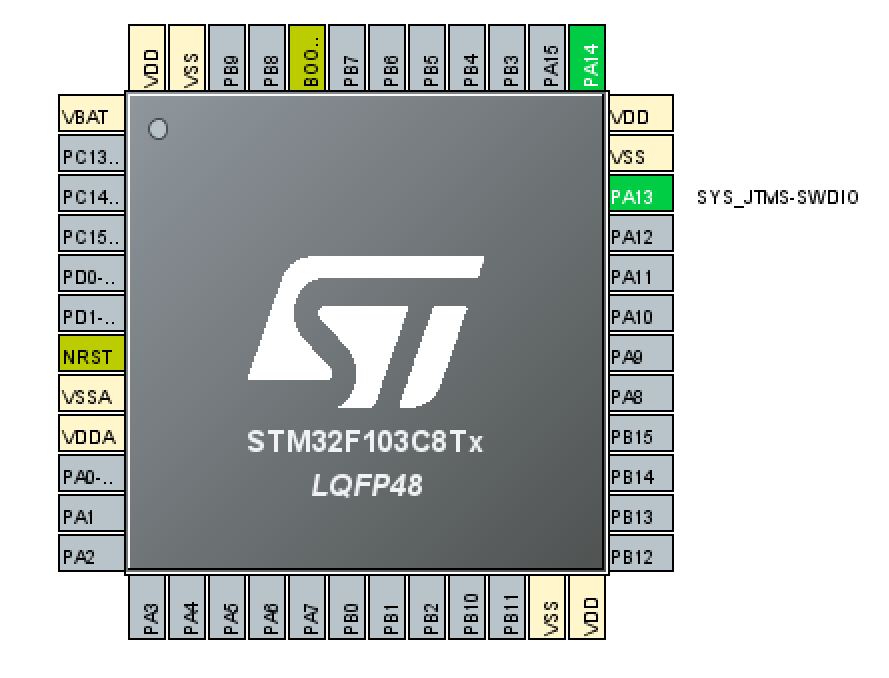 VDD
VSS
PB9
PB8
BOO..
PB7
PB6
PB5
PB4
PB3
PA15
PA14
VBAT
PC13..
PC14..
PC15..
PD0-..
PD1-..
NRST
VSSA
VDDA
PA0-..
PA1
PA2
VDD
VSS
PA13 SYS_JTMS-SWDIO
PA12
PA11
PA10
PA9
PA8
PB15
PB14
PB13
PB12
ST
STM32F103C8Tx
LQFP48
PA3
PA4
PA5
PA6
PA7
PB0
PB1
PB2
PB10
PB11
VSS
VDD